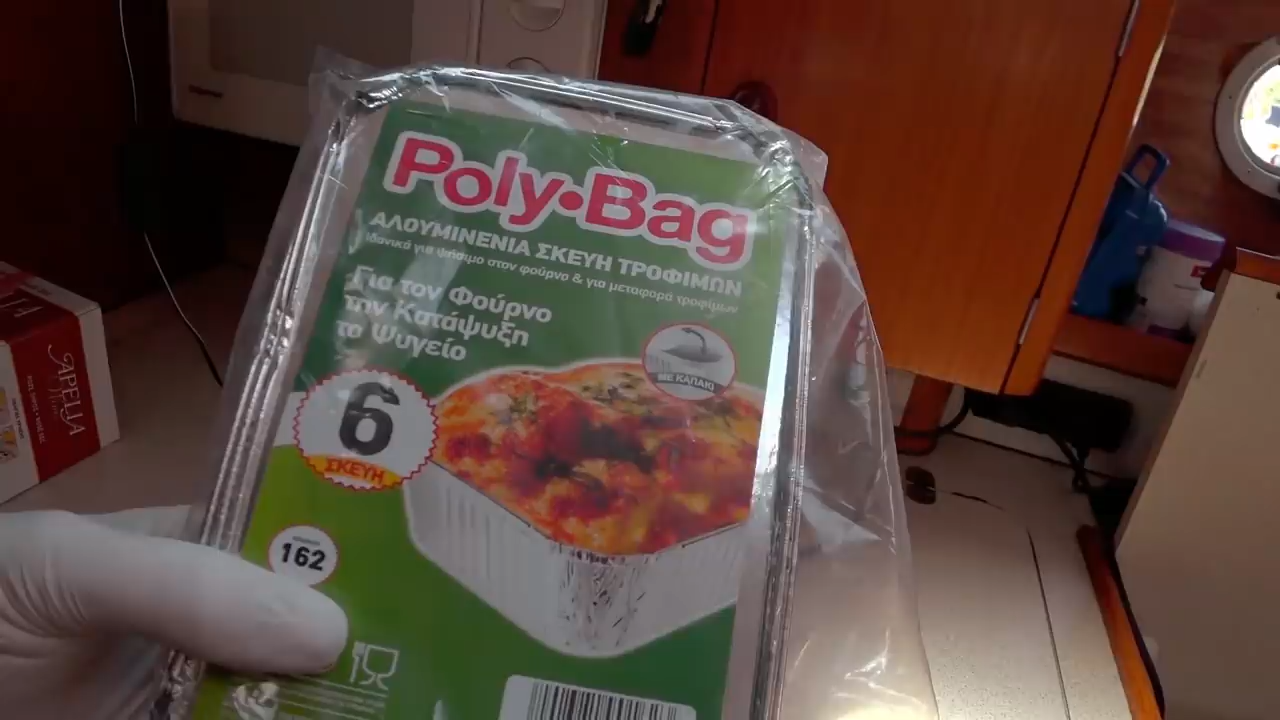 Poly•Bag
ΑΛΟΥΜΙΝΕΝΙΑ ΣΚΕΥΗ ΤΡΟΦΙΜΩΝ
Ιδανικά για ψήσιμο στον φούρνο & για μεταφορά τροφίμων
Για τον Φούρνο
την Κατάψυξη
το Ψυγείο
ΜΕ ΚΑΠΑΚΙ
6
ΣΚΕΥΗ
162